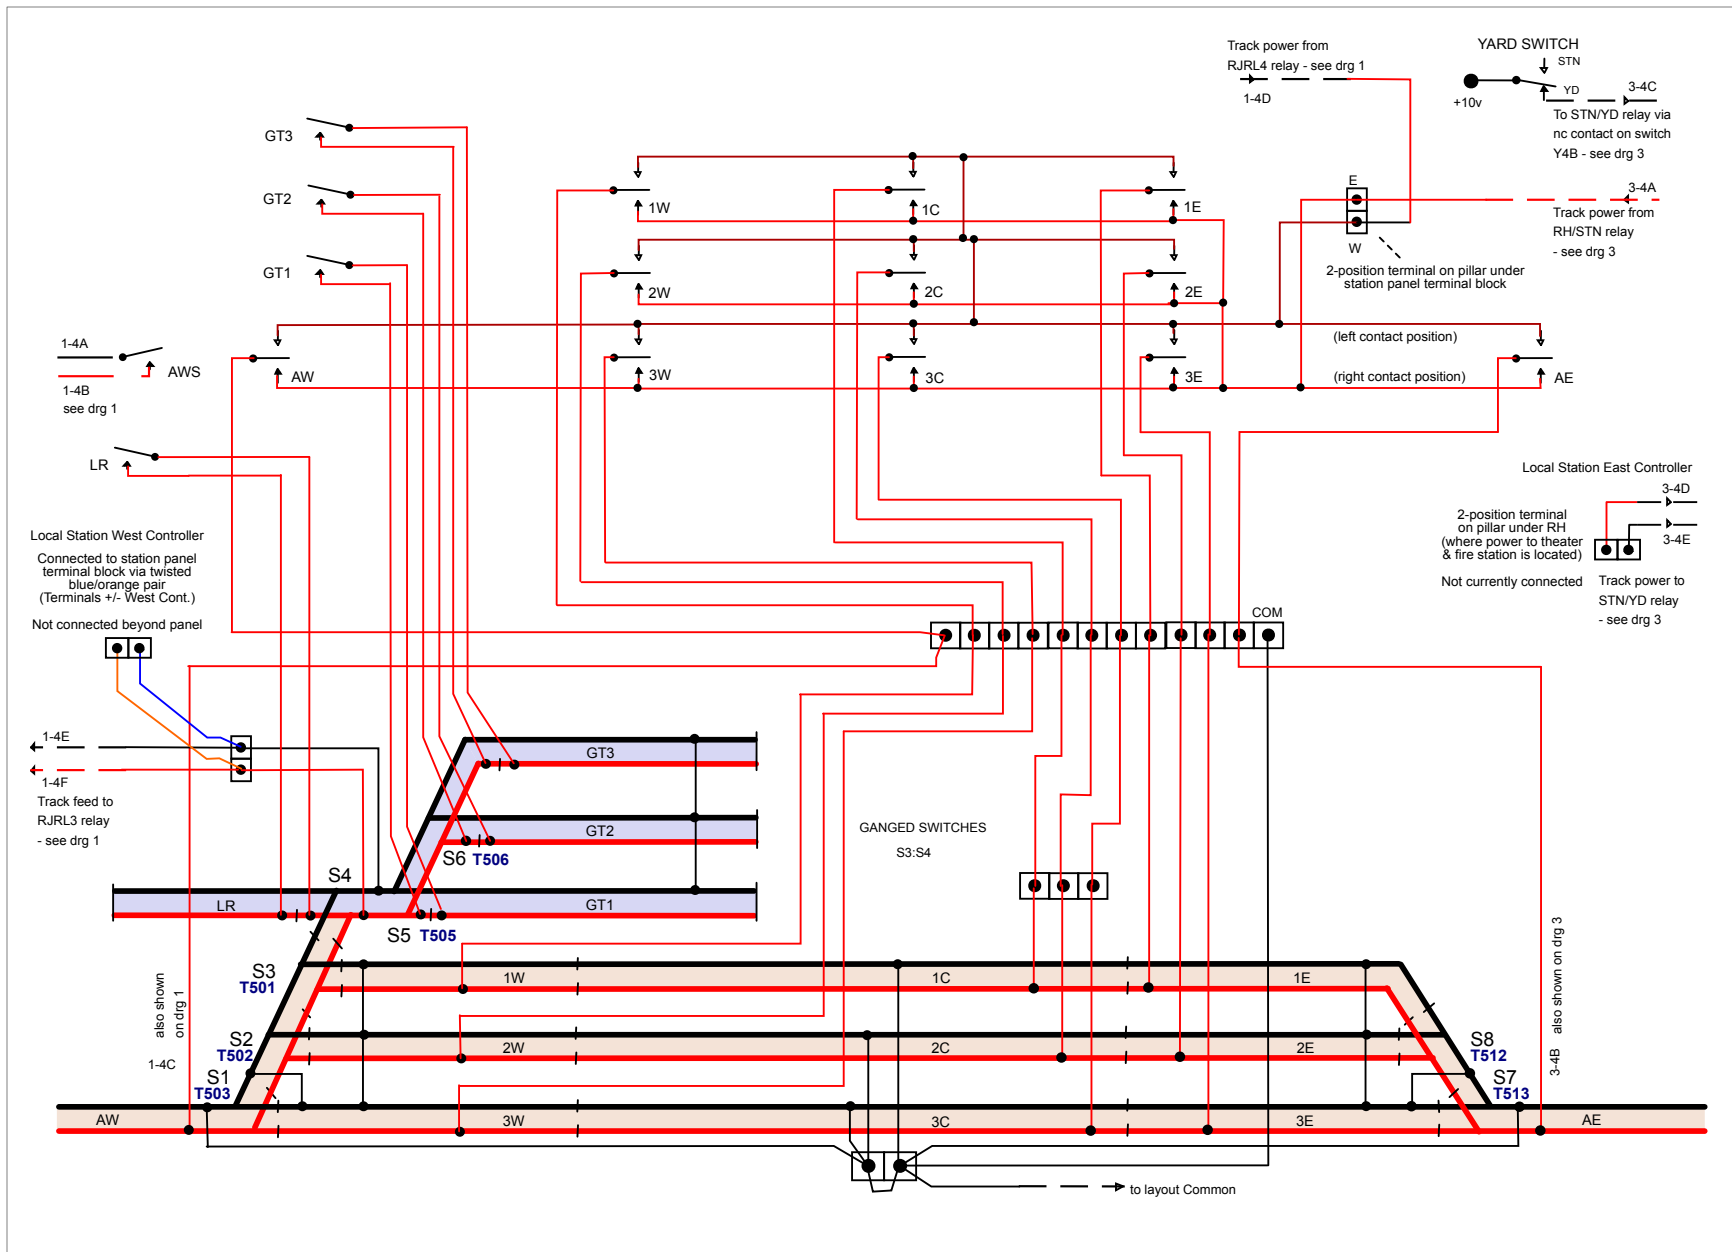 Track power from
RJRL4 relay - see drg 1
1-4D
YARD SWITCH
STN
YD
+10v
3-4C
To STN/YD relay via
nc contact on switch
Y4B - see drg 3
GT3
GT2
GT1
1W
1C
1E
E
W
3-4A
Track power from
RH/STN relay
- see drg 3
2-position terminal on pillar under
station panel terminal block
2W
2C
2E
(left contact position)
(right contact position)
1-4A
1-4B
see drg 1
AWS
AW
3W
3C
3E
AE
LR
Local Station East Controller
3-4D
3-4E
2-position terminal
on pillar under RH
(where power to theater
& fire station is located)
Not currently connected
Track power to
STN/YD relay
- see drg 3
Local Station West Controller
Connected to station panel
terminal block via twisted
blue/orange pair
(Terminals +/- West Cont.)
Not connected beyond panel
COM
1-4E
1-4F
Track feed to
RJRL3 relay
- see drg 1
GT3
GT2
GT1
LR
S6 T506
S4
S5 T505
GANGED SWITCHES
S3:S4
S3
T501
S2
T502
S1
T503
also shown
on drg 1
1-4C
1W
1C
1E
2W
2C
2E
S8
T512
S7
T513
also shown on drg 3
3-4B
AW
3W
3C
3E
AE
to layout Common